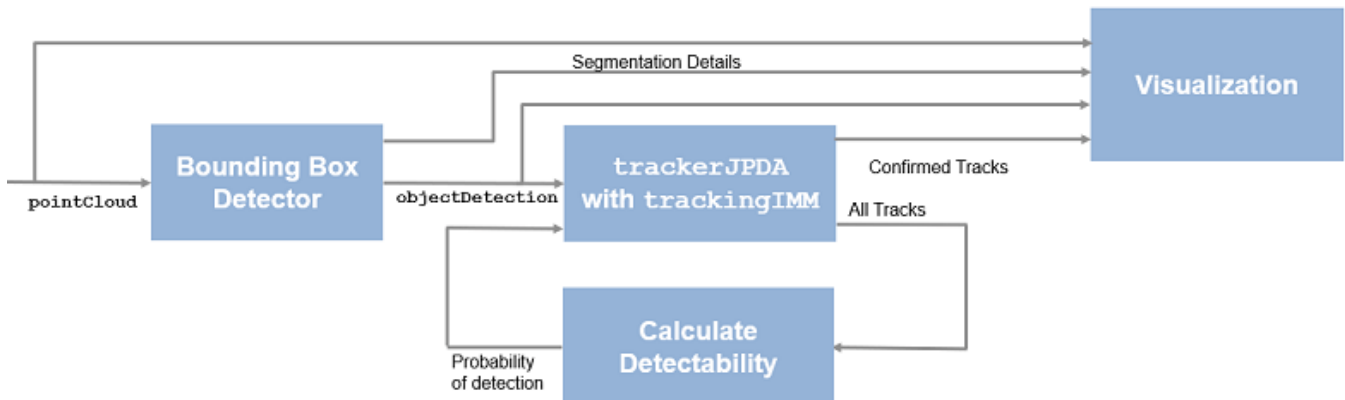 Segmentation Details
Visualization
Bounding Box
Detector
pointCloud
objectDetection
trackerJPDA
with trackingIMM
Confirmed Tracks
All Tracks
Calculate
Detectability
Probability
of detection